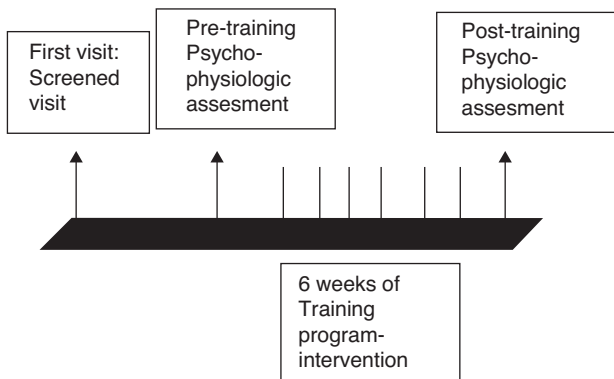 First visit:
Screened
visit
Pre-training
Psycho-
physiologic
assesment
Post-training
Psycho-
physiologic
assesment
6 weeks of
Training
program-
intervention